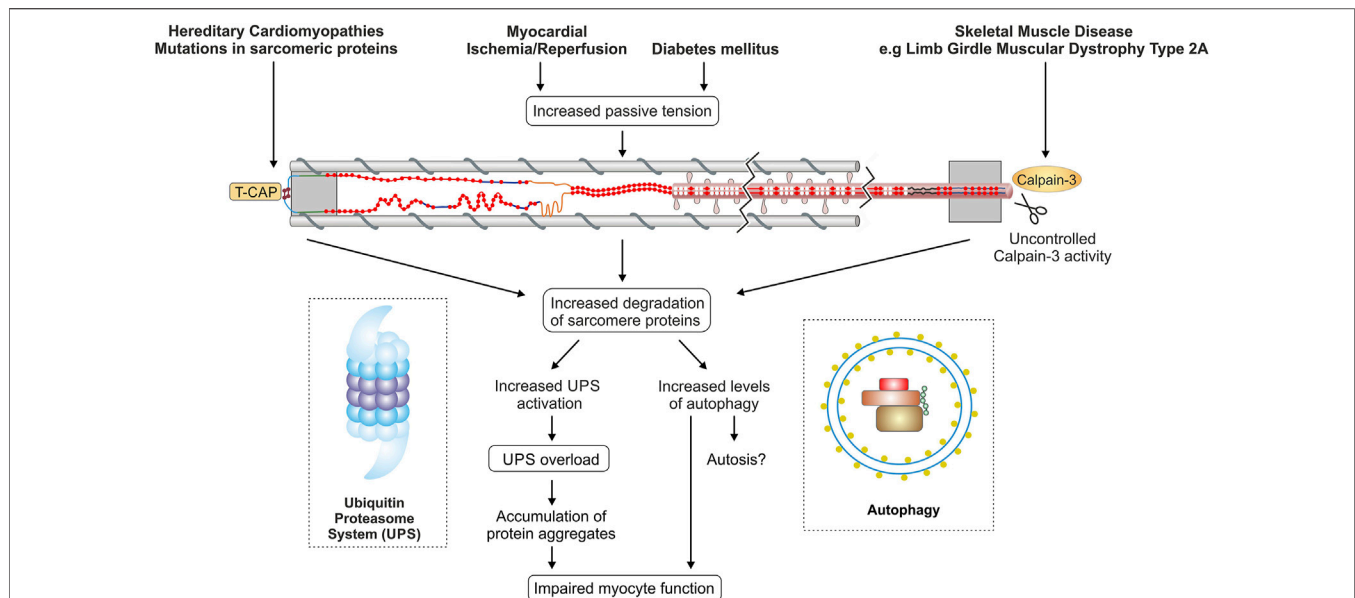 Hereditary Cardiomyopathies
Mutations in sarcomeric proteins
Myocardial
Ischemia/Reperfusion
Diabetes mellitus
Skeletal Muscle Disease
e.g Limb Girdle Muscular Dystrophy Type 2A
Increased passive tension
T-CAP
Calpain-3
Uncontrolled
Calpain-3 activity
Increased degradation
of sarcomere proteins
Increased UPS
activation
Increased levels
of autophagy
UPS overload
Autosis?
Accumulation of
protein aggregates
Impaired myocyte function
Ubiquitin
Proteasome
System (UPS)
Autophagy